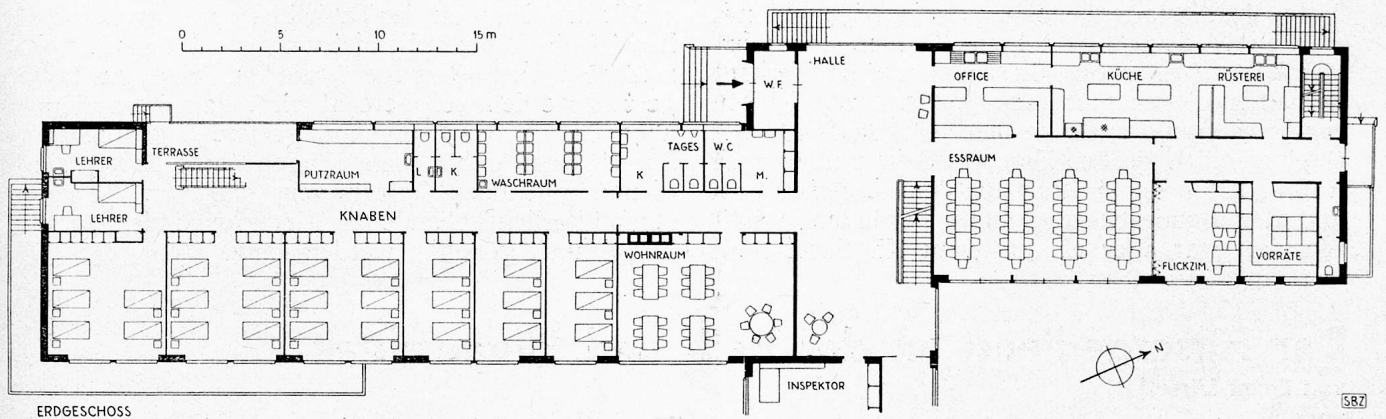 0 5 10 15 m
HALLE
W.F.
OFFICE
KÜCHE
RÜSTEREI
LEHRER
TERRASSE
PUTZRAUM
L.
K.
WASCHRAUM
TAGES W.C
K
M.
ESSRAUM
LEHRER
KNABEN
WOHNRAUM
FLICKZIM.
VORRÄTE
INSPEKTOR
N
SBZ
ERDGESCHOSS